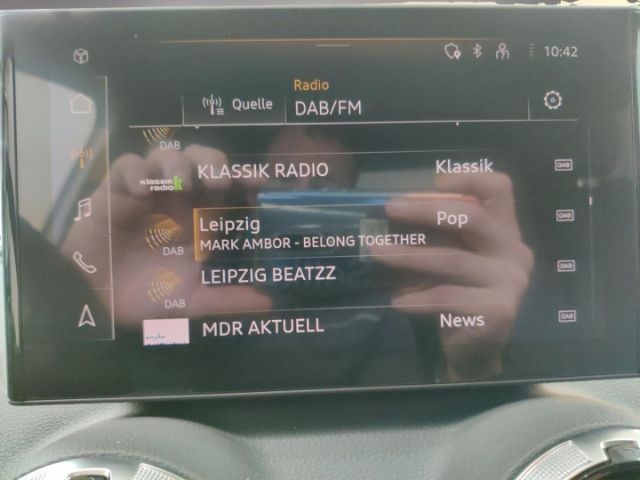 10:42
Radio
Quelle
DAB/FM
DAB
KLASSIK RADIO
Klassik
DAB
klassik
radio
Leipzig
Pop
DAB
MARK AMBOR - BELONG TOGETHER
DAB
LEIPZIG BEATZZ
DAB
DAB
MDR AKTUELL
News
DAB